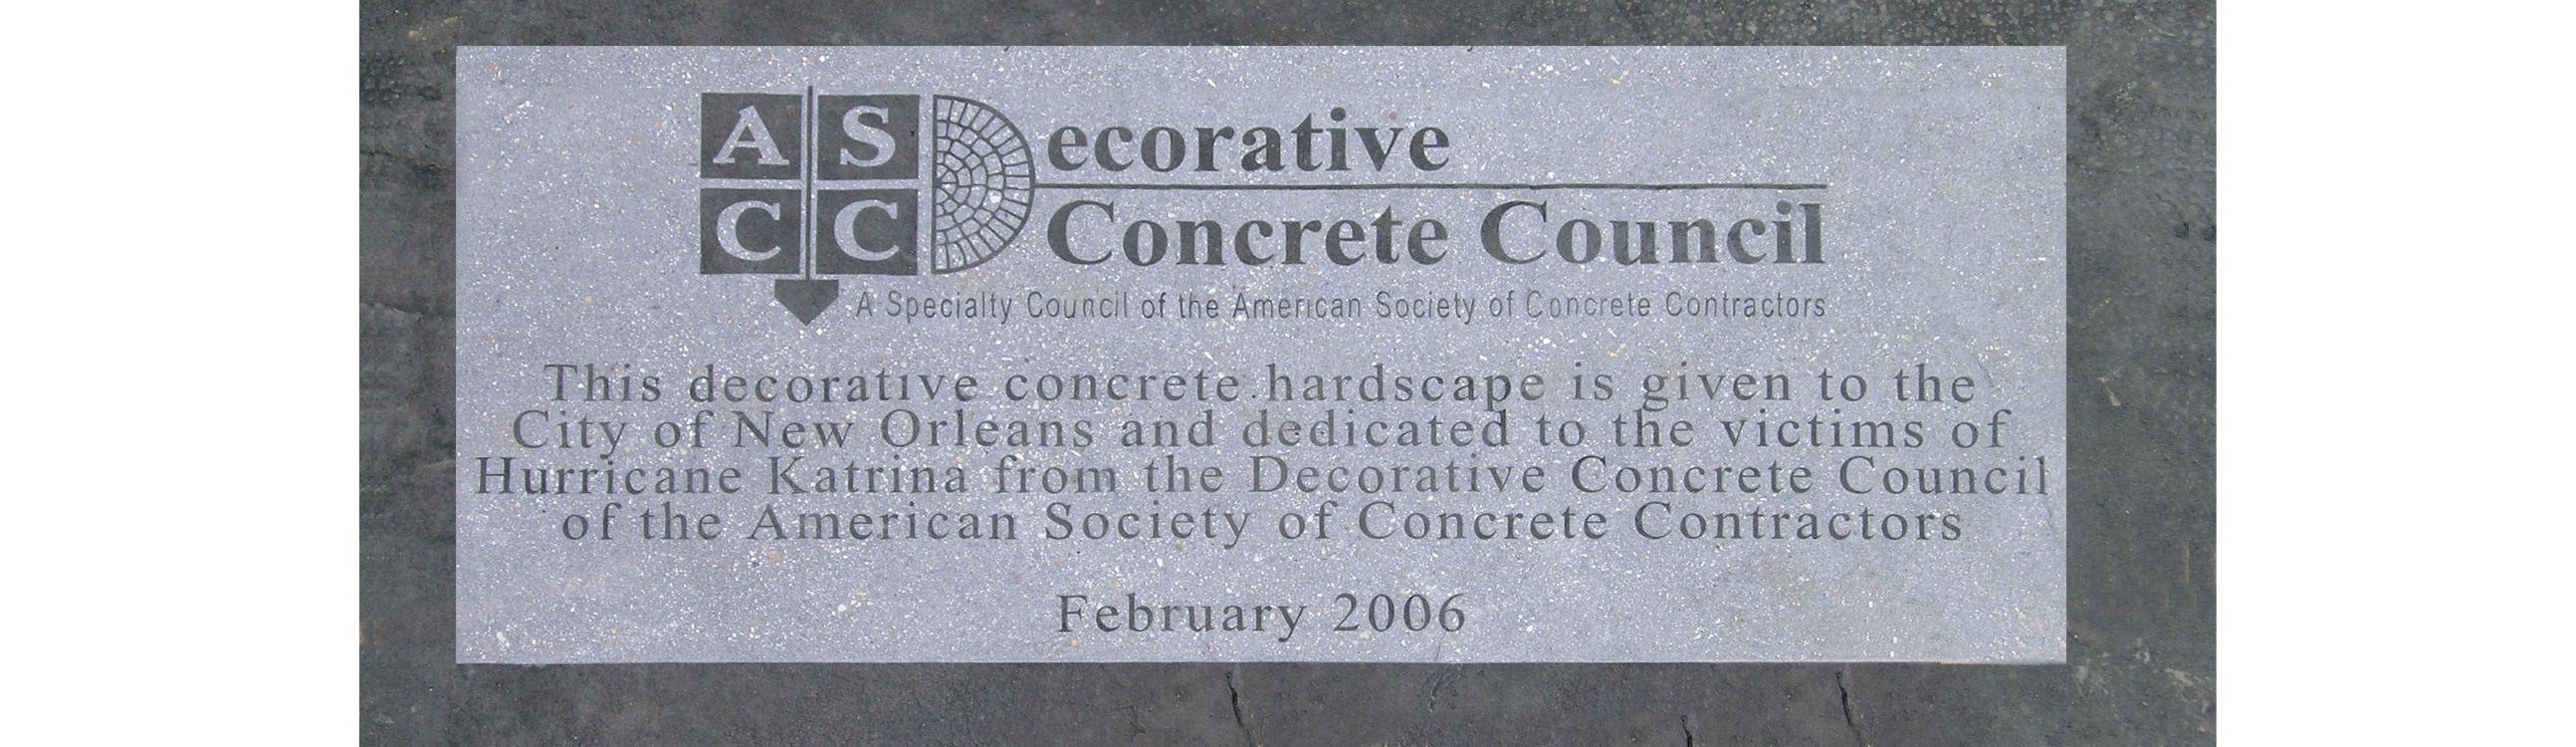 AS
CC
Decorative
Concrete Council
A Specialty Council of the American Society of Concrete Contractors
This decorative concrete hardscape is given to the
City of New Orleans and dedicated to the victims of
Hurricane Katrina from the Decorative Concrete Council
of the American Society of Concrete Contractors
February 2006